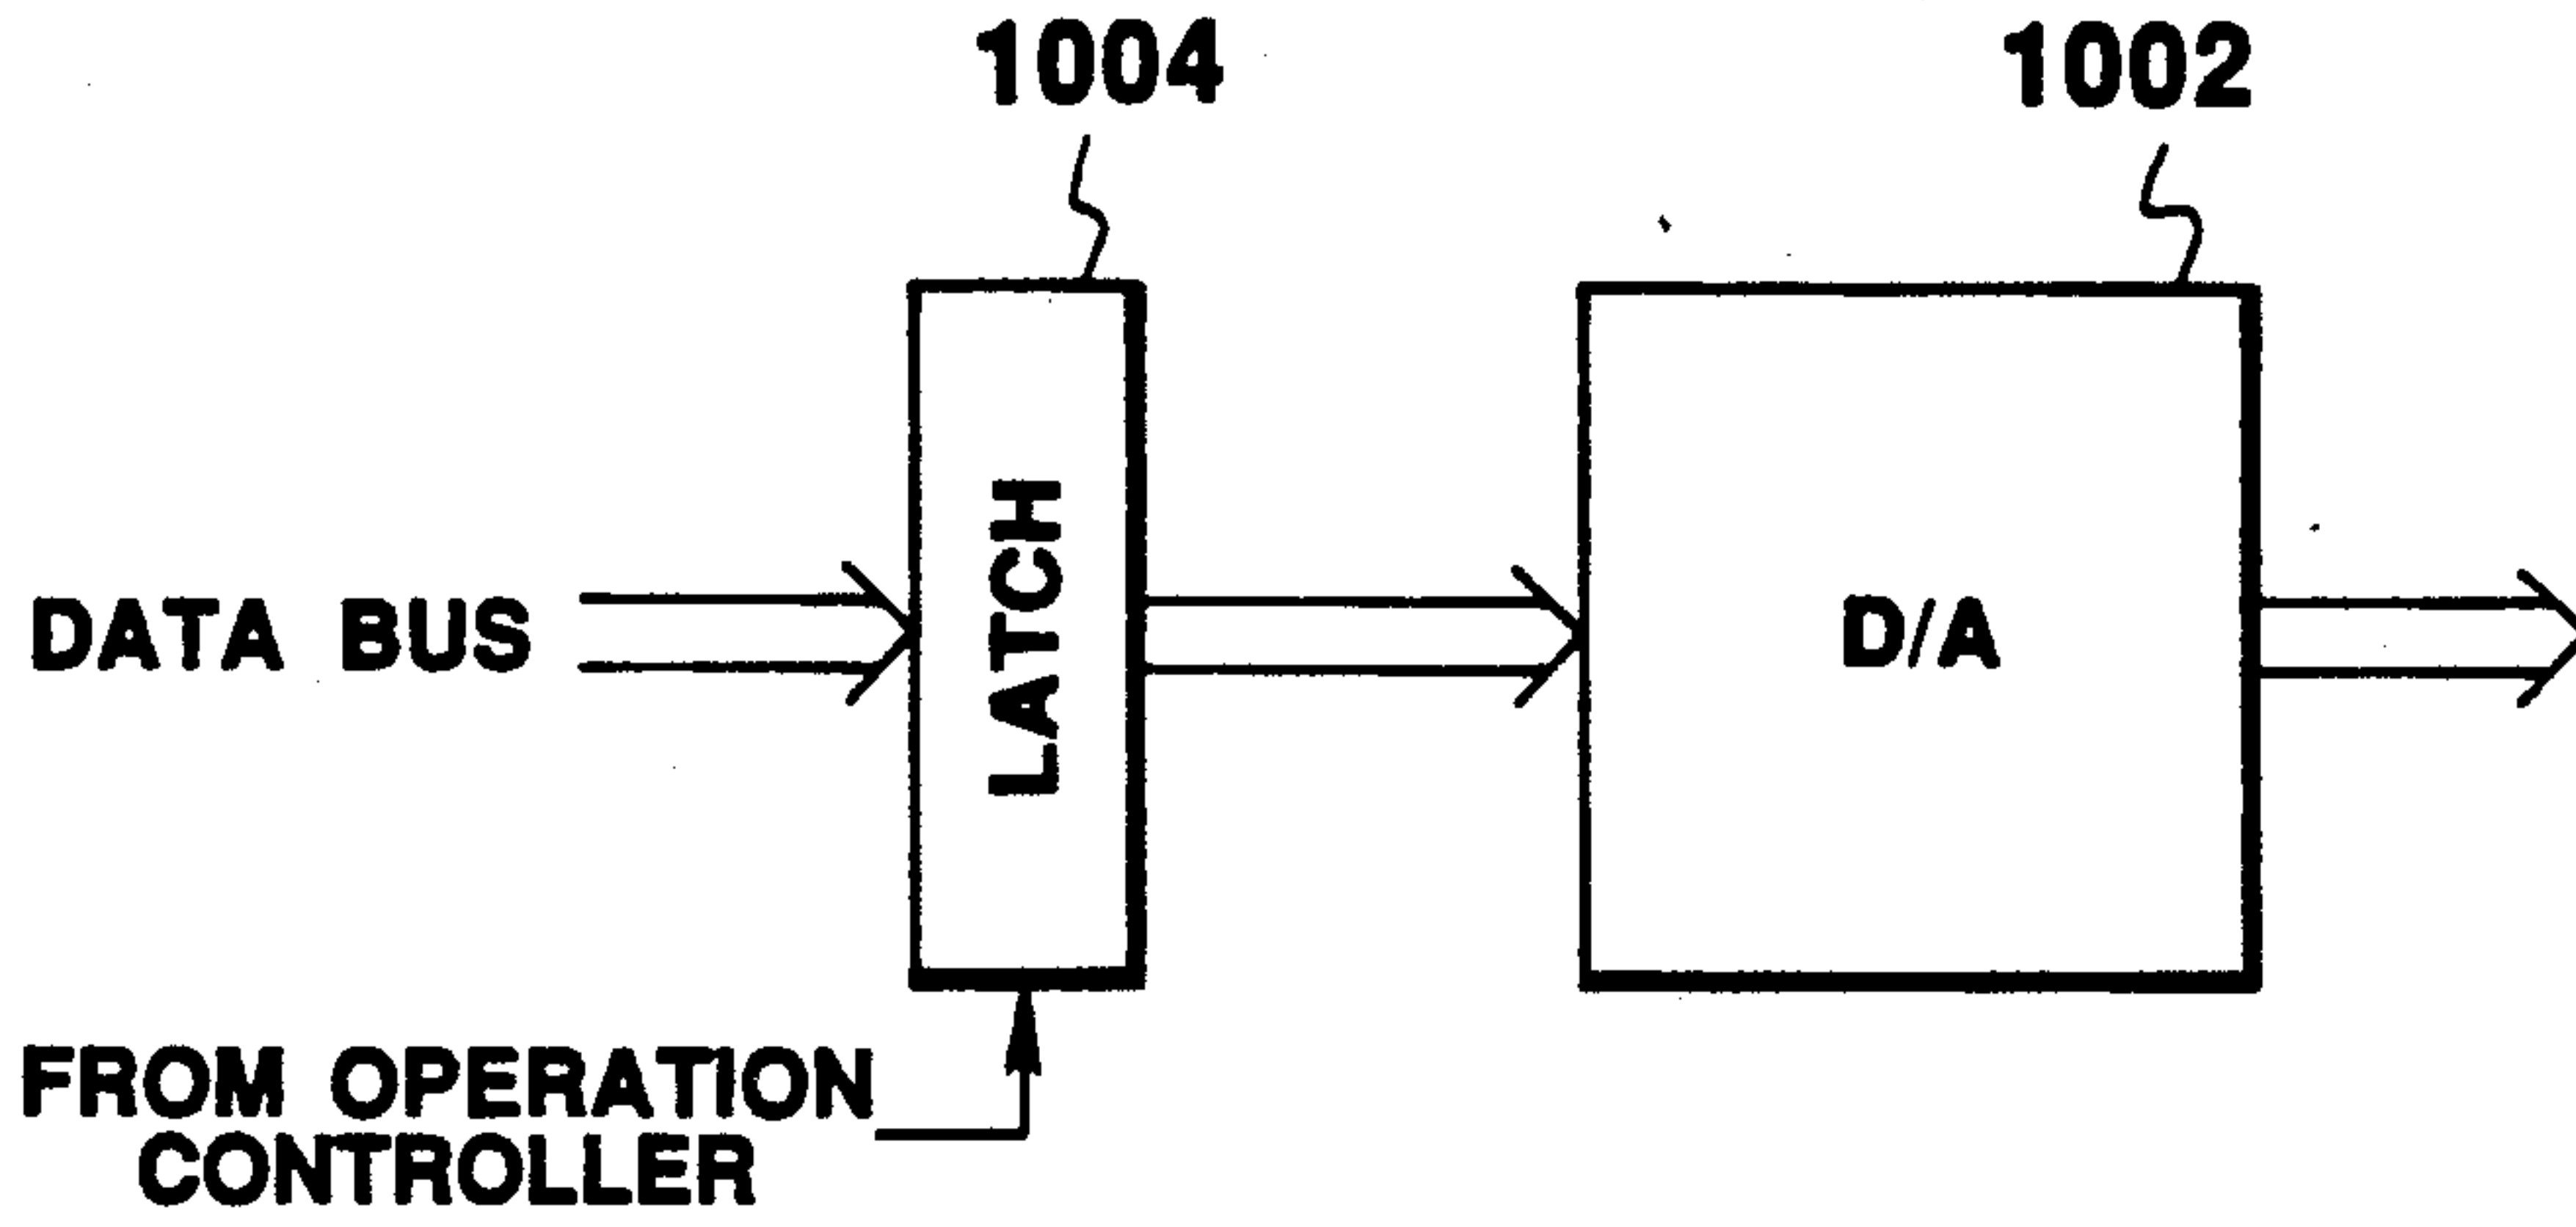 1004
1002
DATA BUS
LATCH
D/A
FROM OPERATION
CONTROLLER